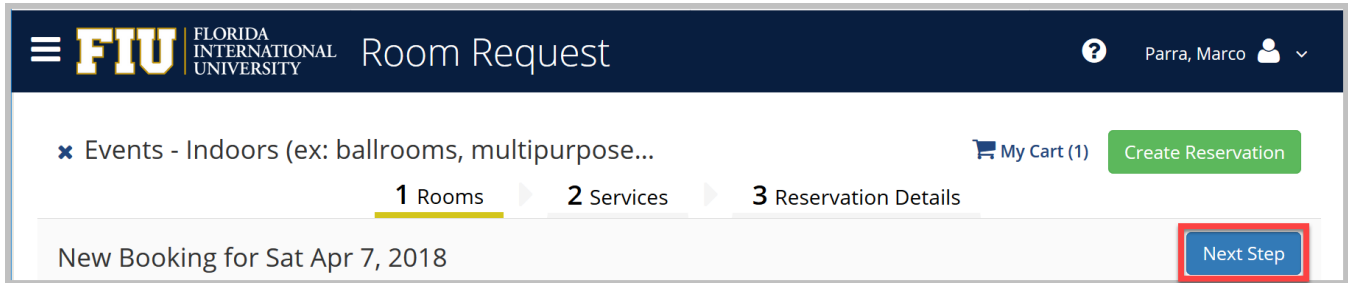 FIU FLORIDA INTERNATIONAL UNIVERSITY Room Request ? Parra, Marco
× Events - Indoors (ex: ballrooms, multipurpose... My Cart (1) Create Reservation
1 Rooms 2 Services 3 Reservation Details
New Booking for Sat Apr 7, 2018 Next Step